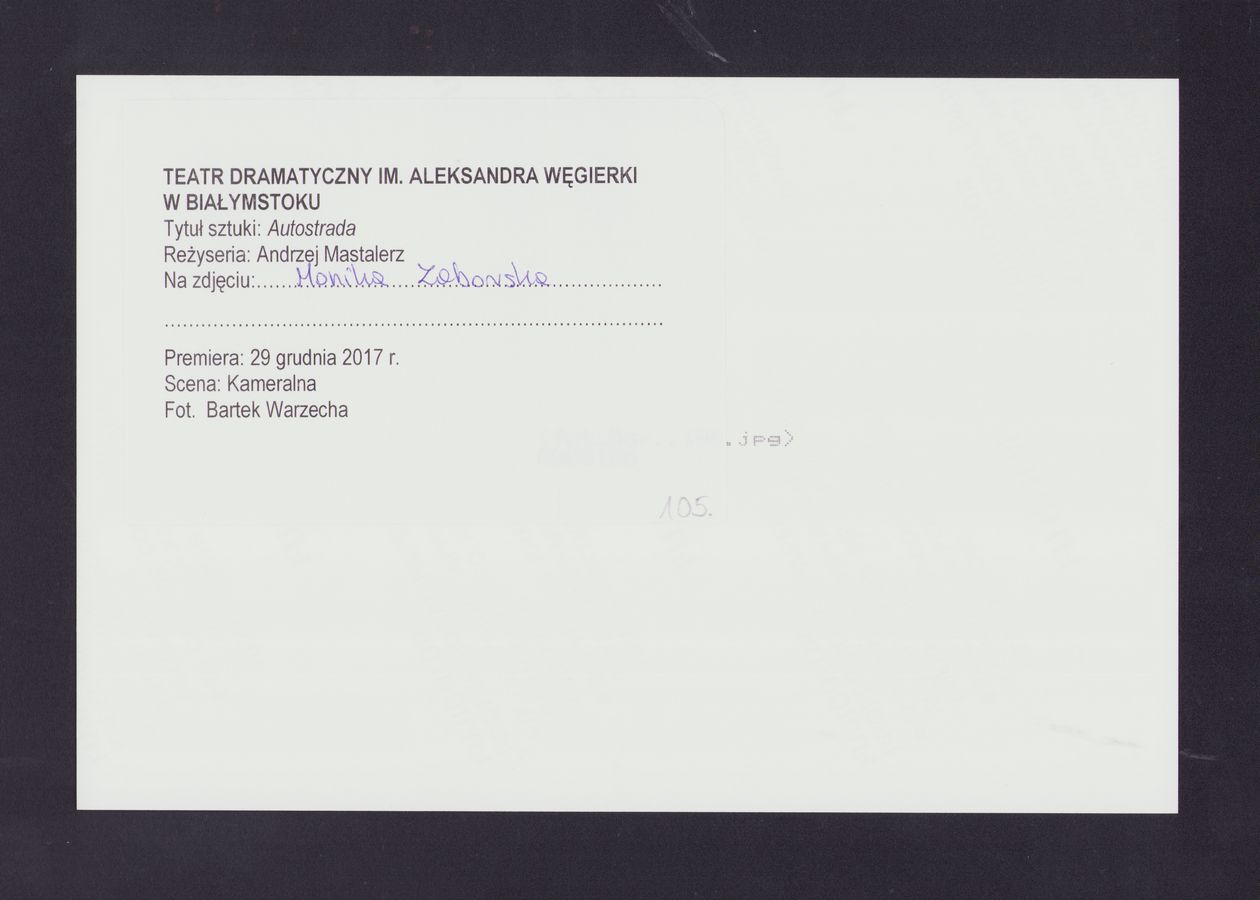 TEATR DRAMATYCZNY IM. ALEKSANDRA WĘGIERKI
W BIAŁYMSTOKU
Tytuł sztuki: Autostrada
Reżyseria: Andrzej Mastalerz
Na zdjęciu:......Monika....Zaborska......................
................................................................................
Premiera: 29 grudnia 2017 r.
Scena: Kameralna
Fot. Bartek Warzecha
.jpg>
105.